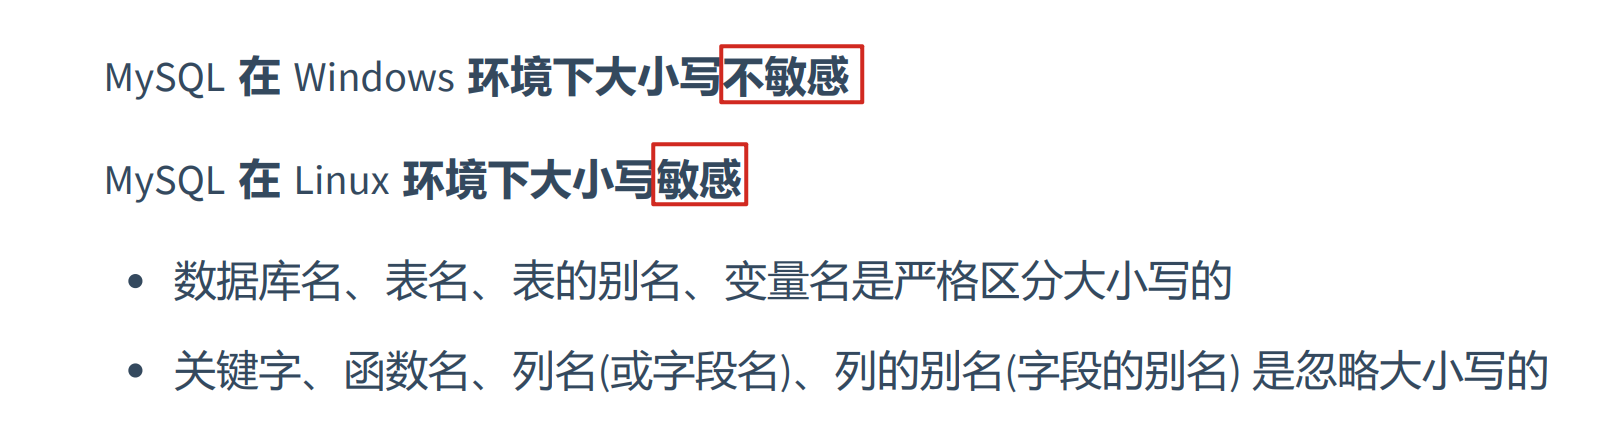 MySQL 在 Windows 环境下大小写不敏感
MySQL 在 Linux 环境下大小写敏感
• 数据库名、表名、表的别名、变量名是严格区分大小写的
• 关键字、函数名、列名(或字段名)、列的别名(字段的别名) 是忽略大小写的